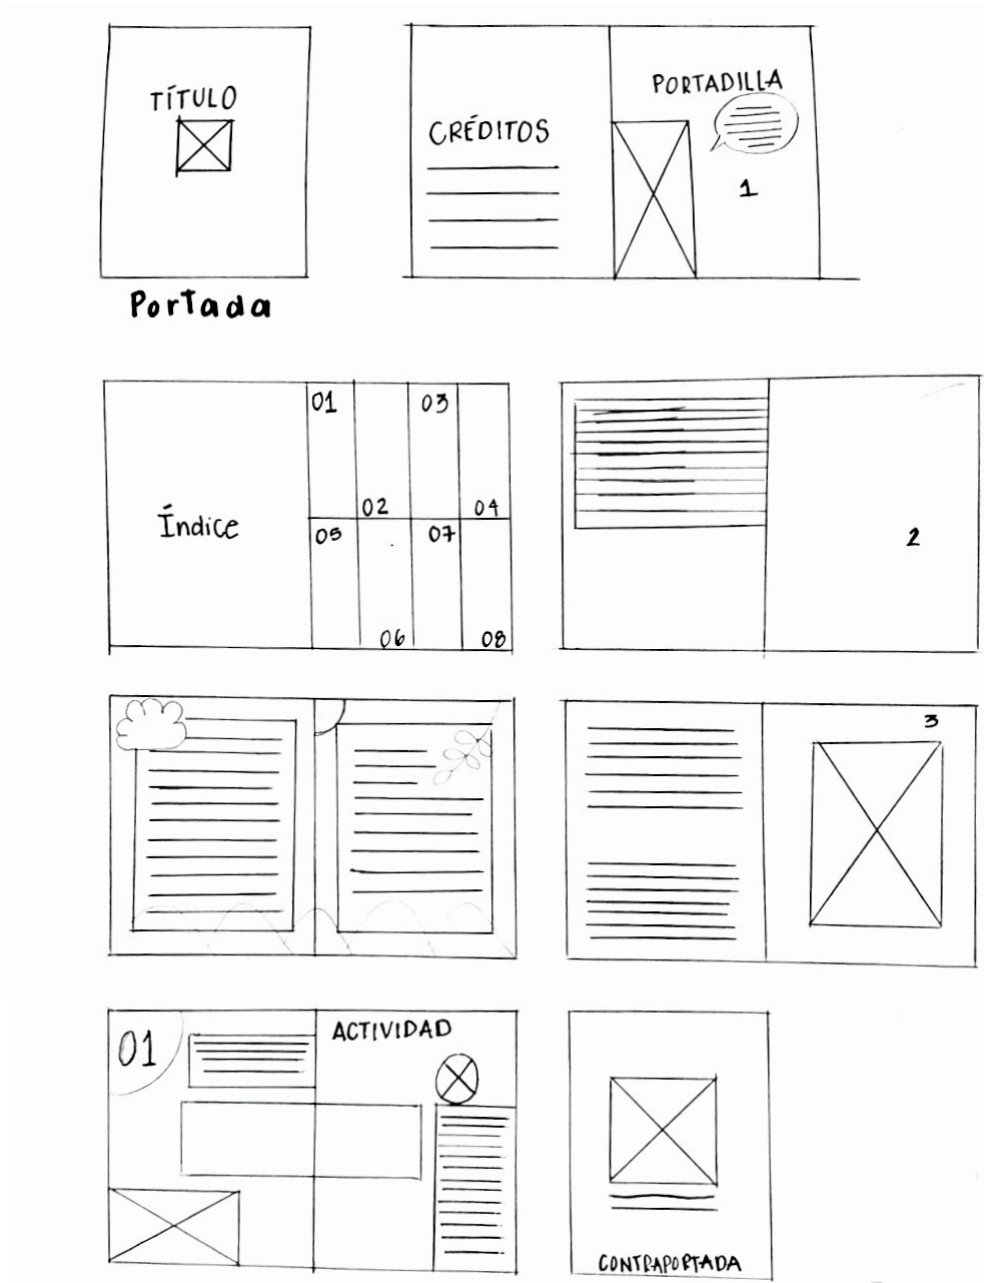 TÍTULO
Portada
CRÉDITOS
PORTADILLA
1
Índice
01
02
03
04
05
06
07
08
2
3
01
ACTIVIDAD
CONTRAPORTADA